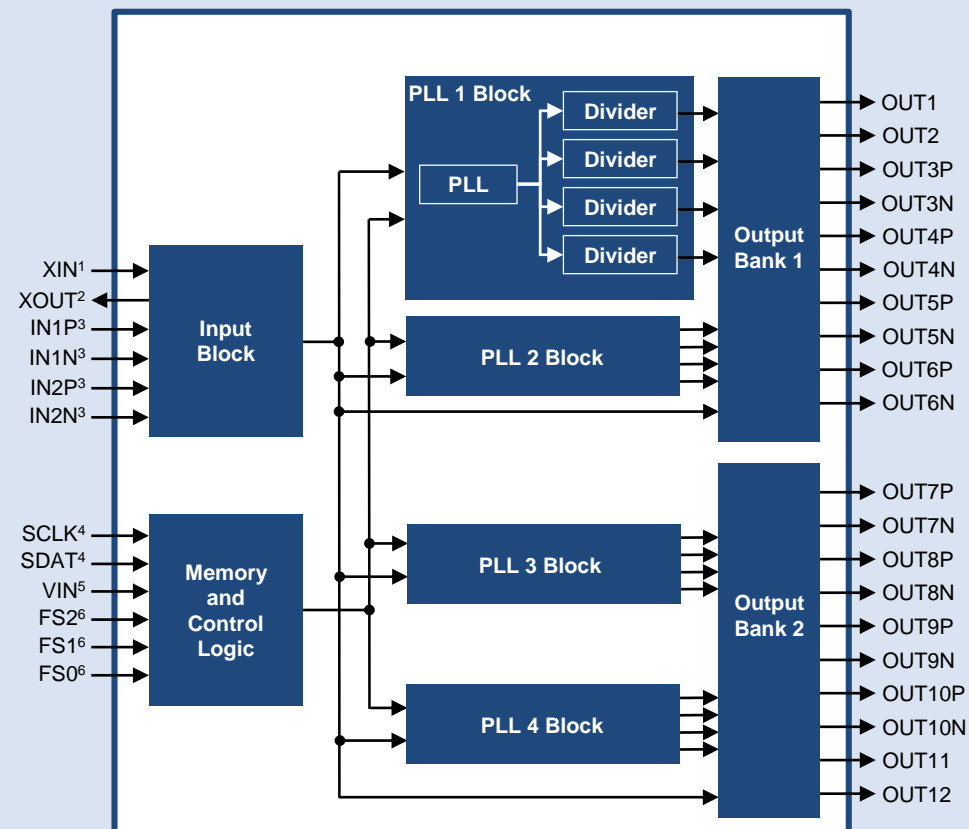 XIN¹
XOUT²
IN1P³
IN1N³
IN2P³
IN2N³
Input
Block
SCLK⁴
SDAT⁴
VIN⁵
FS2⁶
FS1⁶
FS0⁶
Memory
and
Control
Logic
PLL 1 Block
PLL
Divider
Divider
Divider
Divider
PLL 2 Block
PLL 3 Block
PLL 4 Block
Output
Bank 1
Output
Bank 2
OUT1
OUT2
OUT3P
OUT3N
OUT4P
OUT4N
OUT5P
OUT5N
OUT6P
OUT6N
OUT7P
OUT7N
OUT8P
OUT8N
OUT9P
OUT9N
OUT10P
OUT10N
OUT11
OUT12